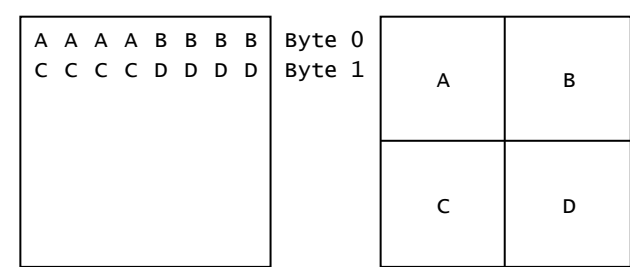 A A A A B B B B Byte 0
C C C C D D D D Byte 1
A B
C D